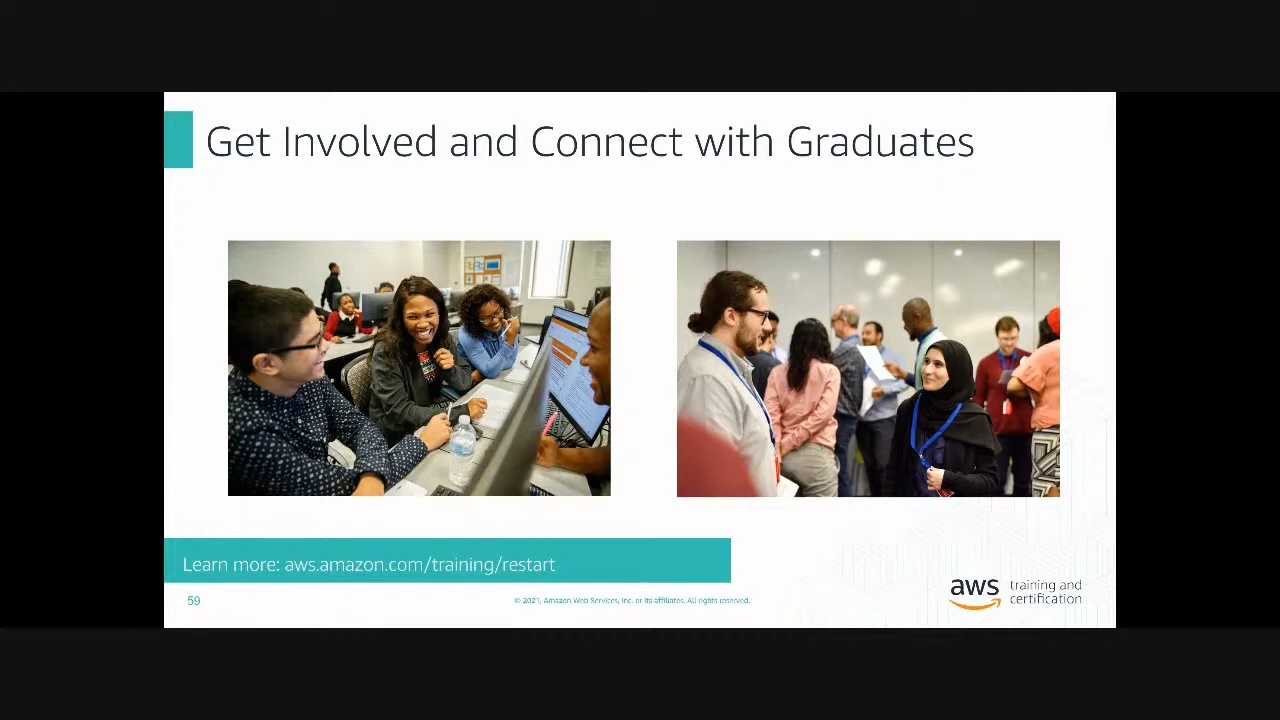 Get Involved and Connect with Graduates
Learn more: aws.amazon.com/training/restart
59
© 2021, Amazon Web Services, Inc. or its affiliates. All rights reserved.
aws training and
certification